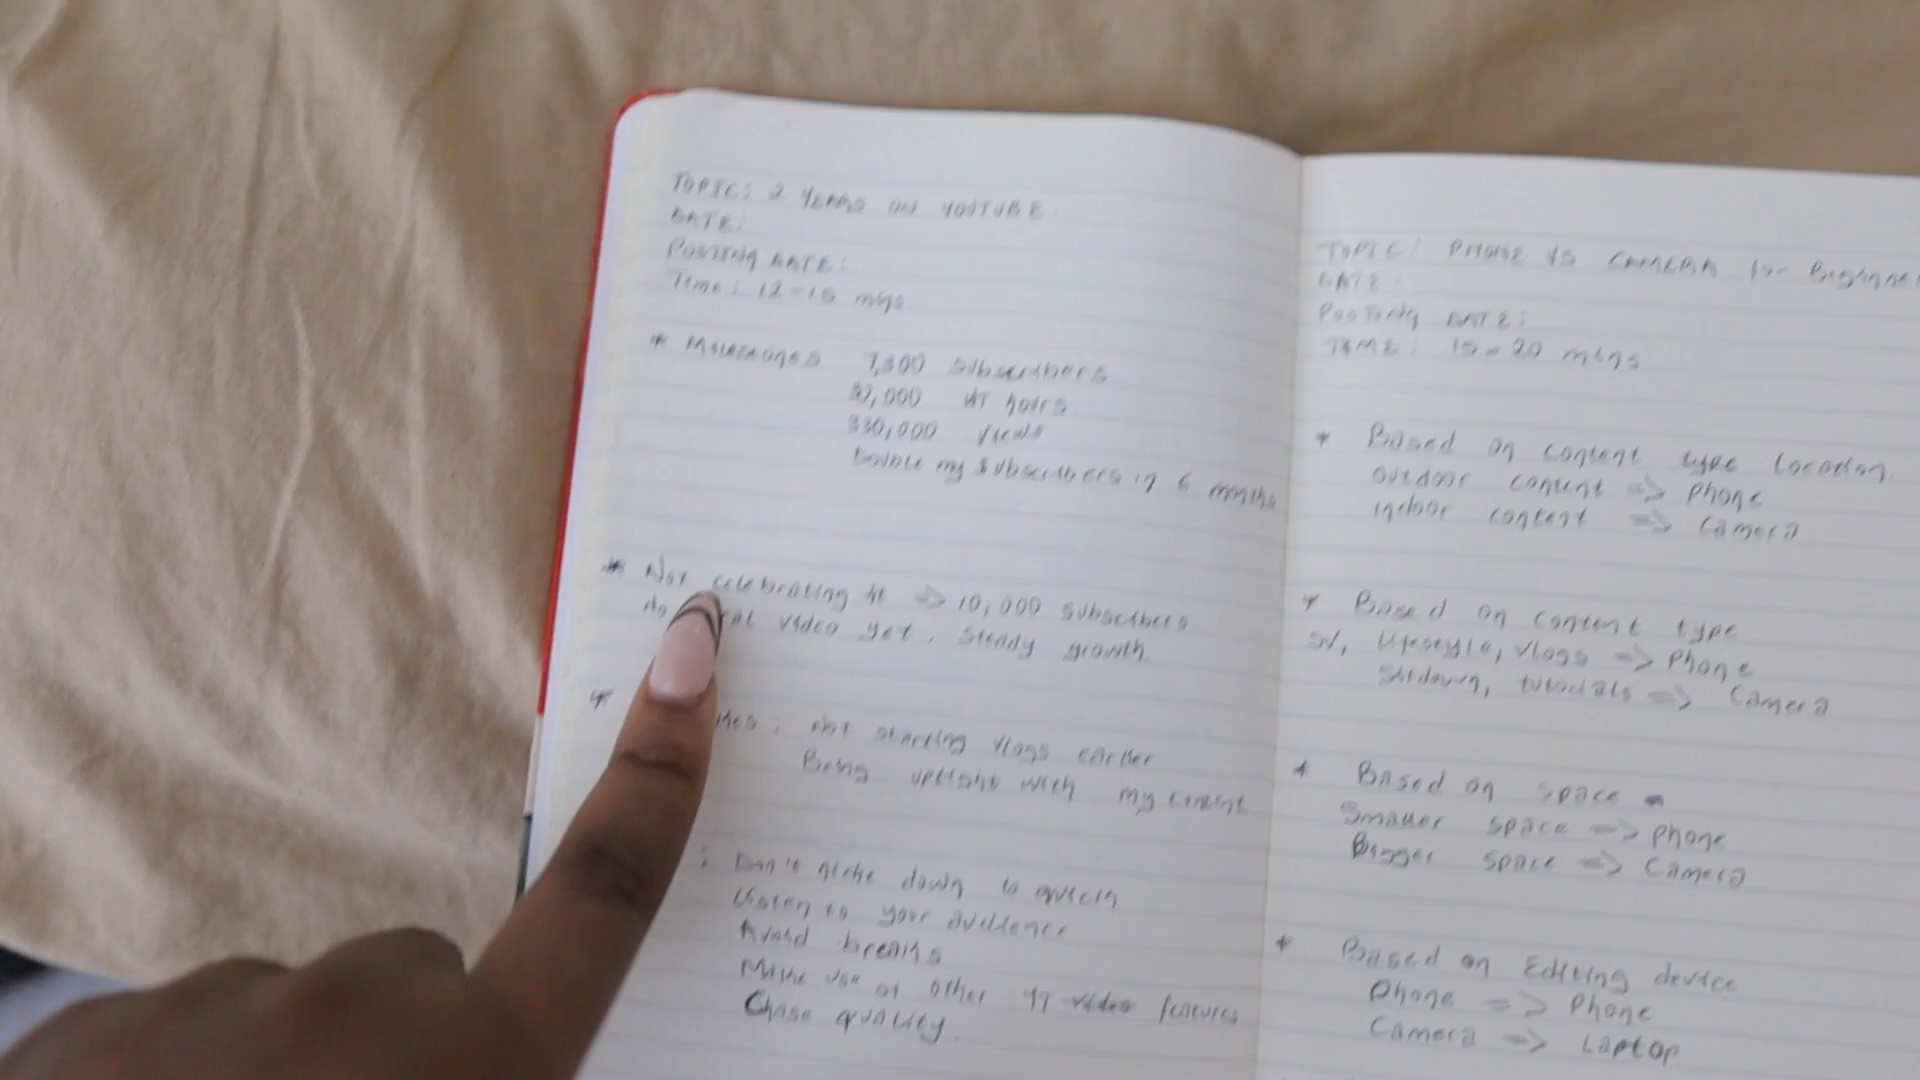 TOPIC: 2 YEARS ON YOUTUBE
DATE:
POSTING DATE:
Time: 12-15 mins
* Milestones 7,300 subscribers
WT hours
330,000 views
Double my subscribers in 6 months
* Not celebrating it => 10,000 subscribers
No video yet. Steady growth.
* : Not starting vlogs earlier
Being uptight with my content
: Don't niche down to quickly
Listen to your audience
Avoid breaks
Make use of other YT features
Chase quality.
TOPIC: PHONE VS CAMERA for Beginne
DATE:
POSTING DATE:
TIME: 15-20 mins
* Based on content type location.
outdoor content => phone
indoor content => camera
* Based on content type
lifestyle, vlogs => Phone
Sitdown, tutorials => Camera
* Based on space
Smaller space => phone
Bigger space => Camera
* Based on Editing device
Phone => Phone
Camera => Laptop